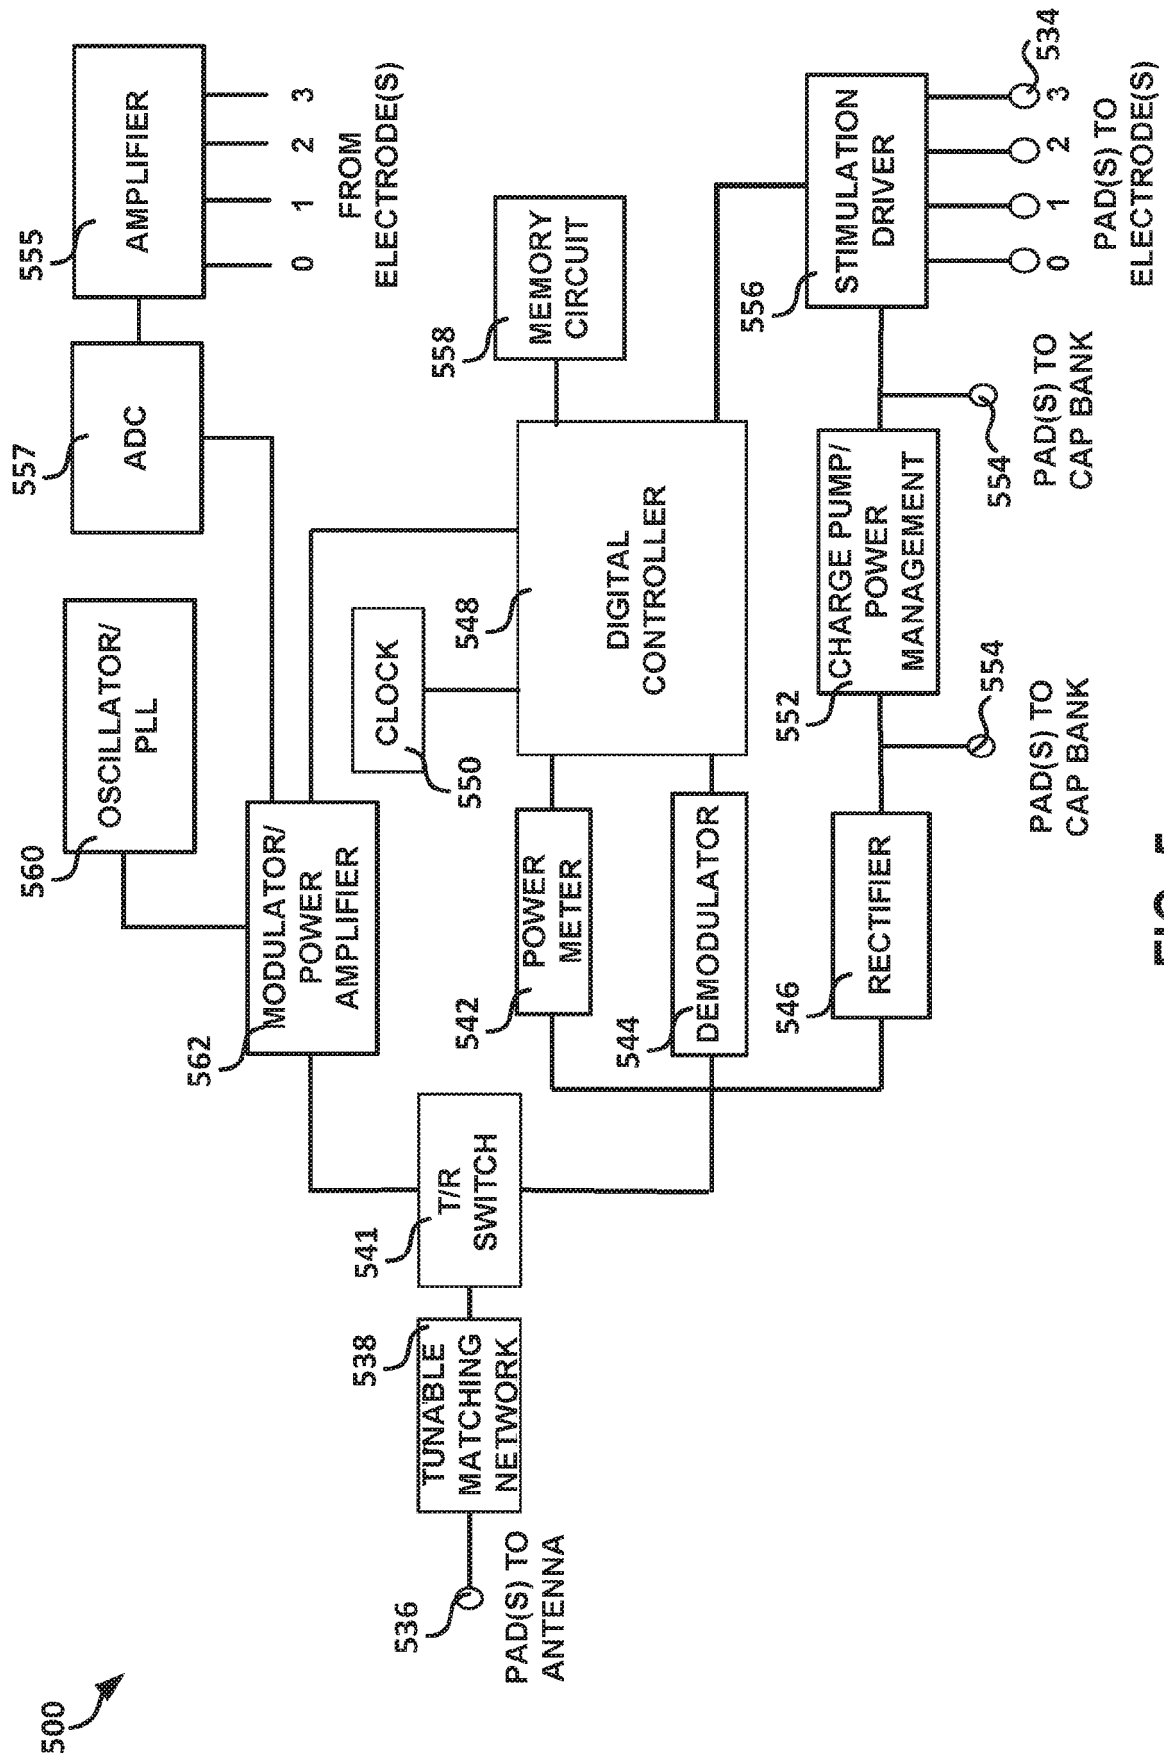 500
536
PAD(S) TO
ANTENNA
538
TUNABLE
MATCHING
NETWORK
541
T/R
SWITCH
562
MODULATOR/
POWER
AMPLIFIER
560
OSCILLATOR/
PLL
557
ADC
555
AMPLIFIER
0 1 2 3
FROM
ELECTRODE(S)
550
CLOCK
542
POWER
METER
544
DEMODULATOR
546
RECTIFIER
548
DIGITAL
CONTROLLER
558
MEMORY
CIRCUIT
552
CHARGE PUMP/
POWER
MANAGEMENT
554
PAD(S) TO
CAP BANK
554
PAD(S) TO
CAP BANK
556
STIMULATION
DRIVER
534
0 1 2 3
PAD(S) TO
ELECTRODE(S)
FIG.